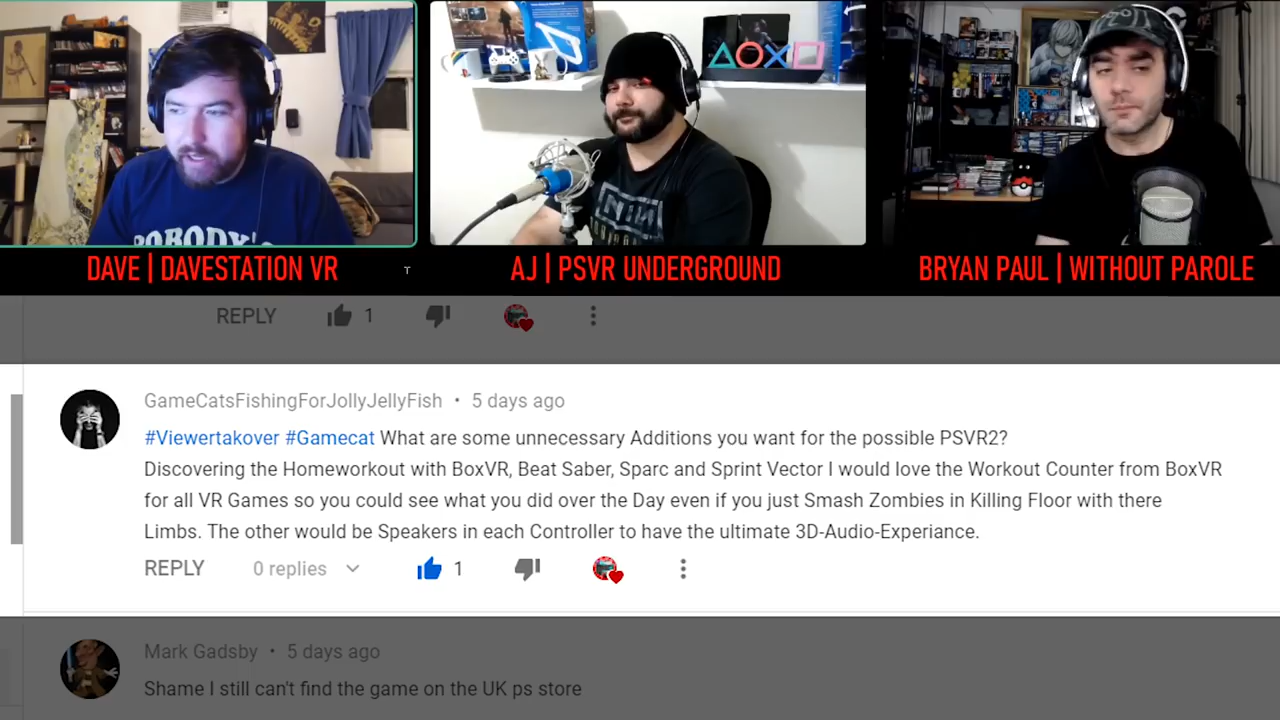 POBODY'S
NIN
DAVE | DAVESTATION VR
AJ | PSVR UNDERGROUND
BRYAN PAUL | WITHOUT PAROLE
REPLY 1
GameCatsFishingForJollyJellyFish • 5 days ago
#Viewertakover #Gamecat What are some unnecessary Additions you want for the possible PSVR2?
Discovering the Homeworkout with BoxVR, Beat Saber, Sparc and Sprint Vector I would love the Workout Counter from BoxVR
for all VR Games so you could see what you did over the Day even if you just Smash Zombies in Killing Floor with there
Limbs. The other would be Speakers in each Controller to have the ultimate 3D-Audio-Experiance.
REPLY 0 replies 1
Mark Gadsby • 5 days ago
Shame I still can't find the game on the UK ps store